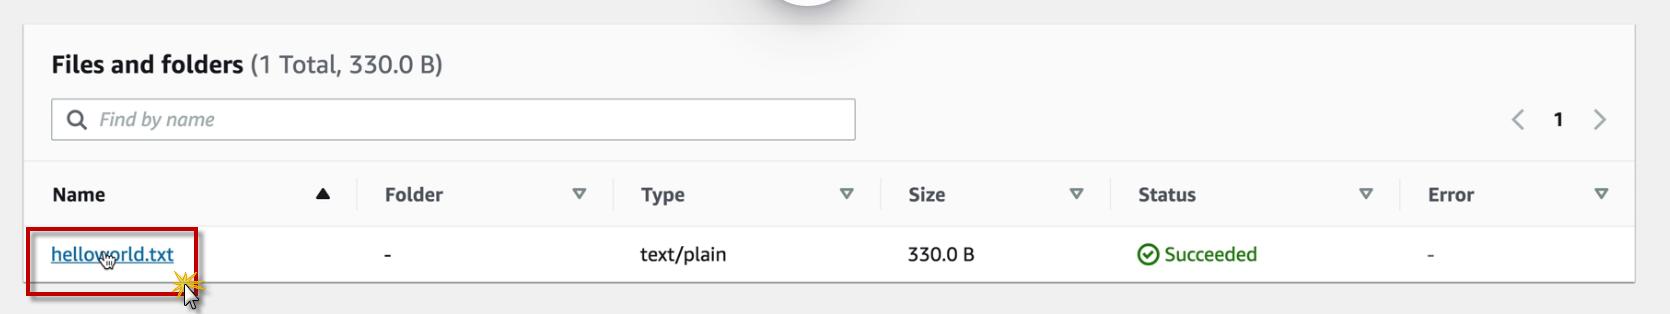 Files and folders (1 Total, 330.0 B)
Find by name
1
Name Folder Type Size Status Error
helloworld.txt - text/plain 330.0 B Succeeded -